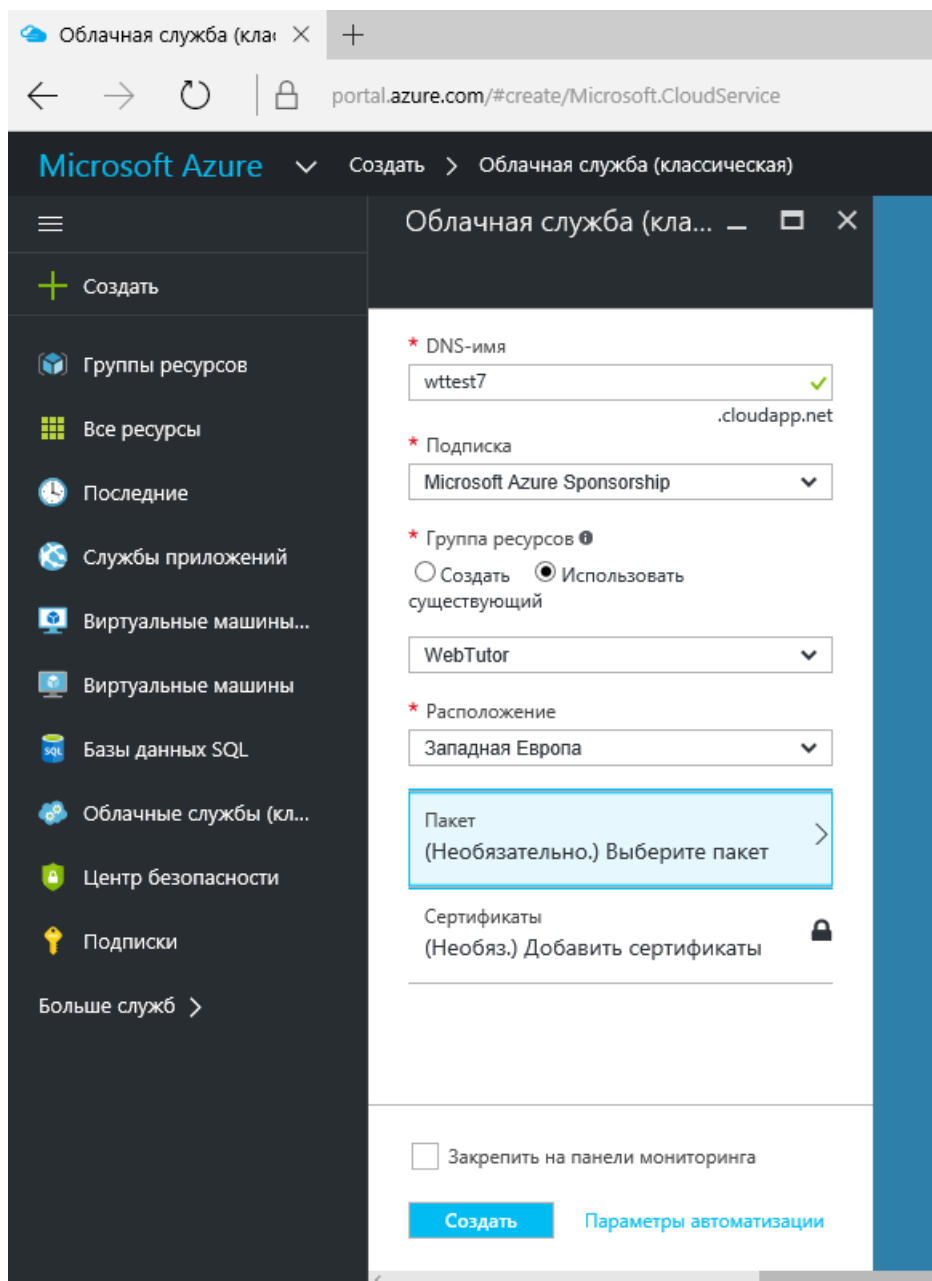 Облачная служба (клас
portal.azure.com/#create/Microsoft.CloudService
Microsoft Azure Создать > Облачная служба (классическая)
Облачная служба (кла...
Создать
Группы ресурсов
Все ресурсы
Последние
Службы приложений
Виртуальные машины...
Виртуальные машины
Базы данных SQL
Облачные службы (кл...
Центр безопасности
Подписки
Больше служб >
* DNS-имя
wttest7
.cloudapp.net
* Подписка
Microsoft Azure Sponsorship
* Группа ресурсов
Создать Использовать
существующий
WebTutor
* Расположение
Западная Европа
Пакет
(Необязательно.) Выберите пакет
Сертификаты
(Необяз.) Добавить сертификаты
Закрепить на панели мониторинга
Создать Параметры автоматизации